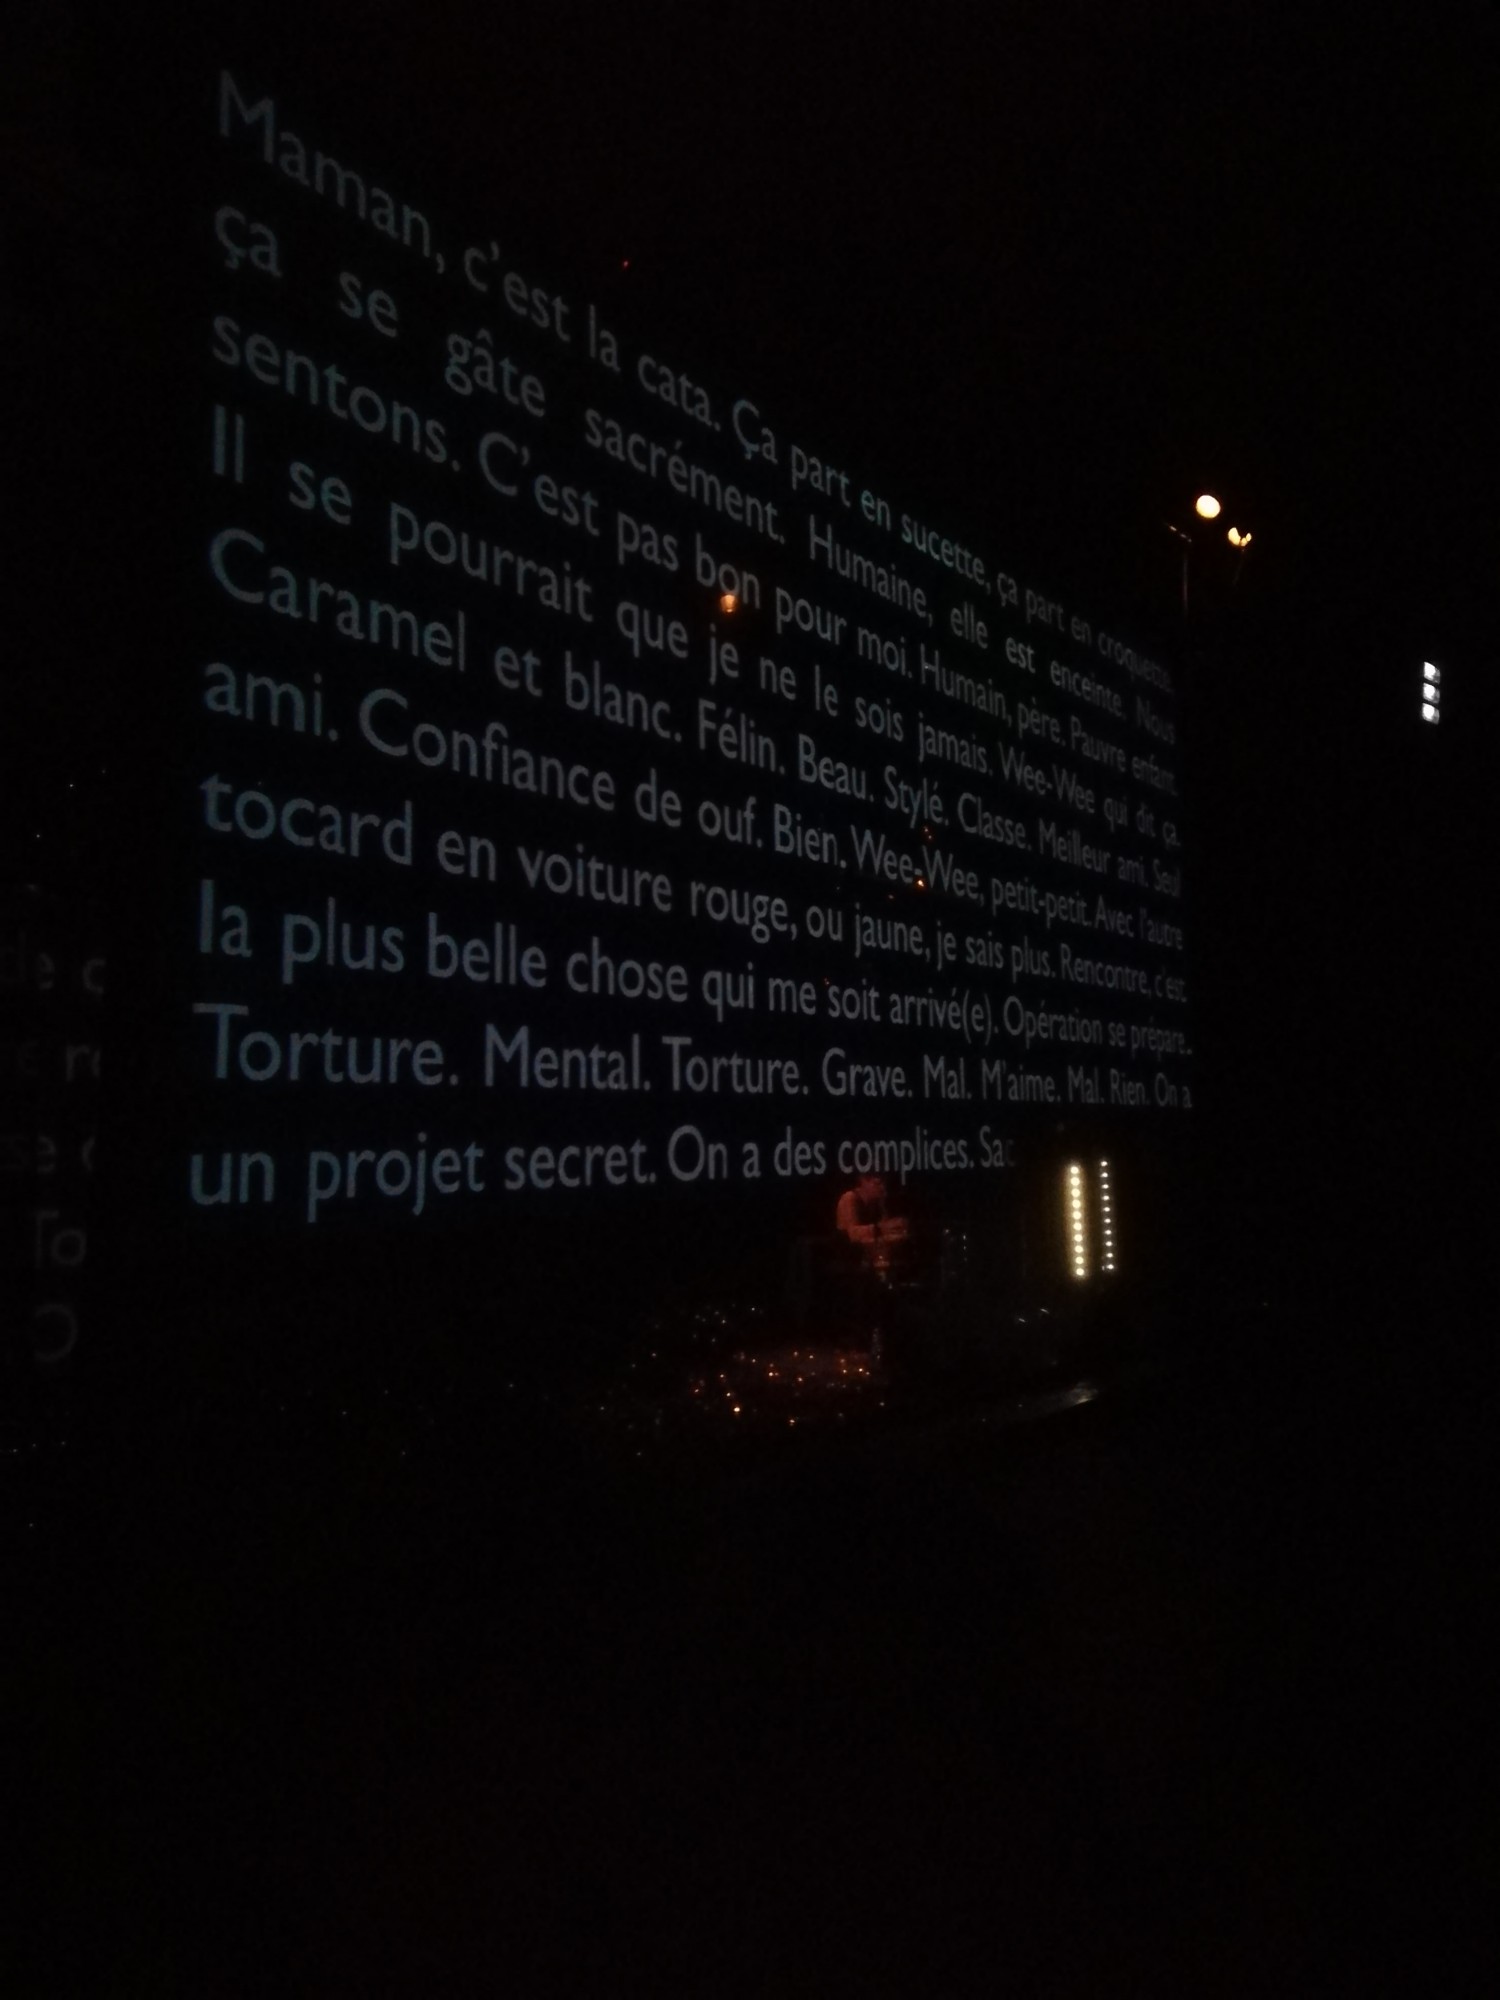 Maman, c'est la cata. Ça part en sucette, ça part en croquette,
ça se gâte sacrément. Humaine, elle est enceinte. Nous
sentons. C'est pas bon pour moi. Humain, père. Pauvre enfant.
Il se pourrait que je ne le sois jamais. Wee-Wee qui dit ça.
Caramel et blanc. Félin. Beau. Stylé. Classe. Meilleur ami. Seul
ami. Confiance de ouf. Bien. Wee-Wee, petit-petit. Avec l'autre
tocard en voiture rouge, ou jaune, je sais plus. Rencontre, c'est
la plus belle chose qui me soit arrivé(e). Opération se prépare.
Torture. Mental. Torture. Grave. Mal. M'aime. Mal. Rien. On a
un projet secret. On a des complices. Sac